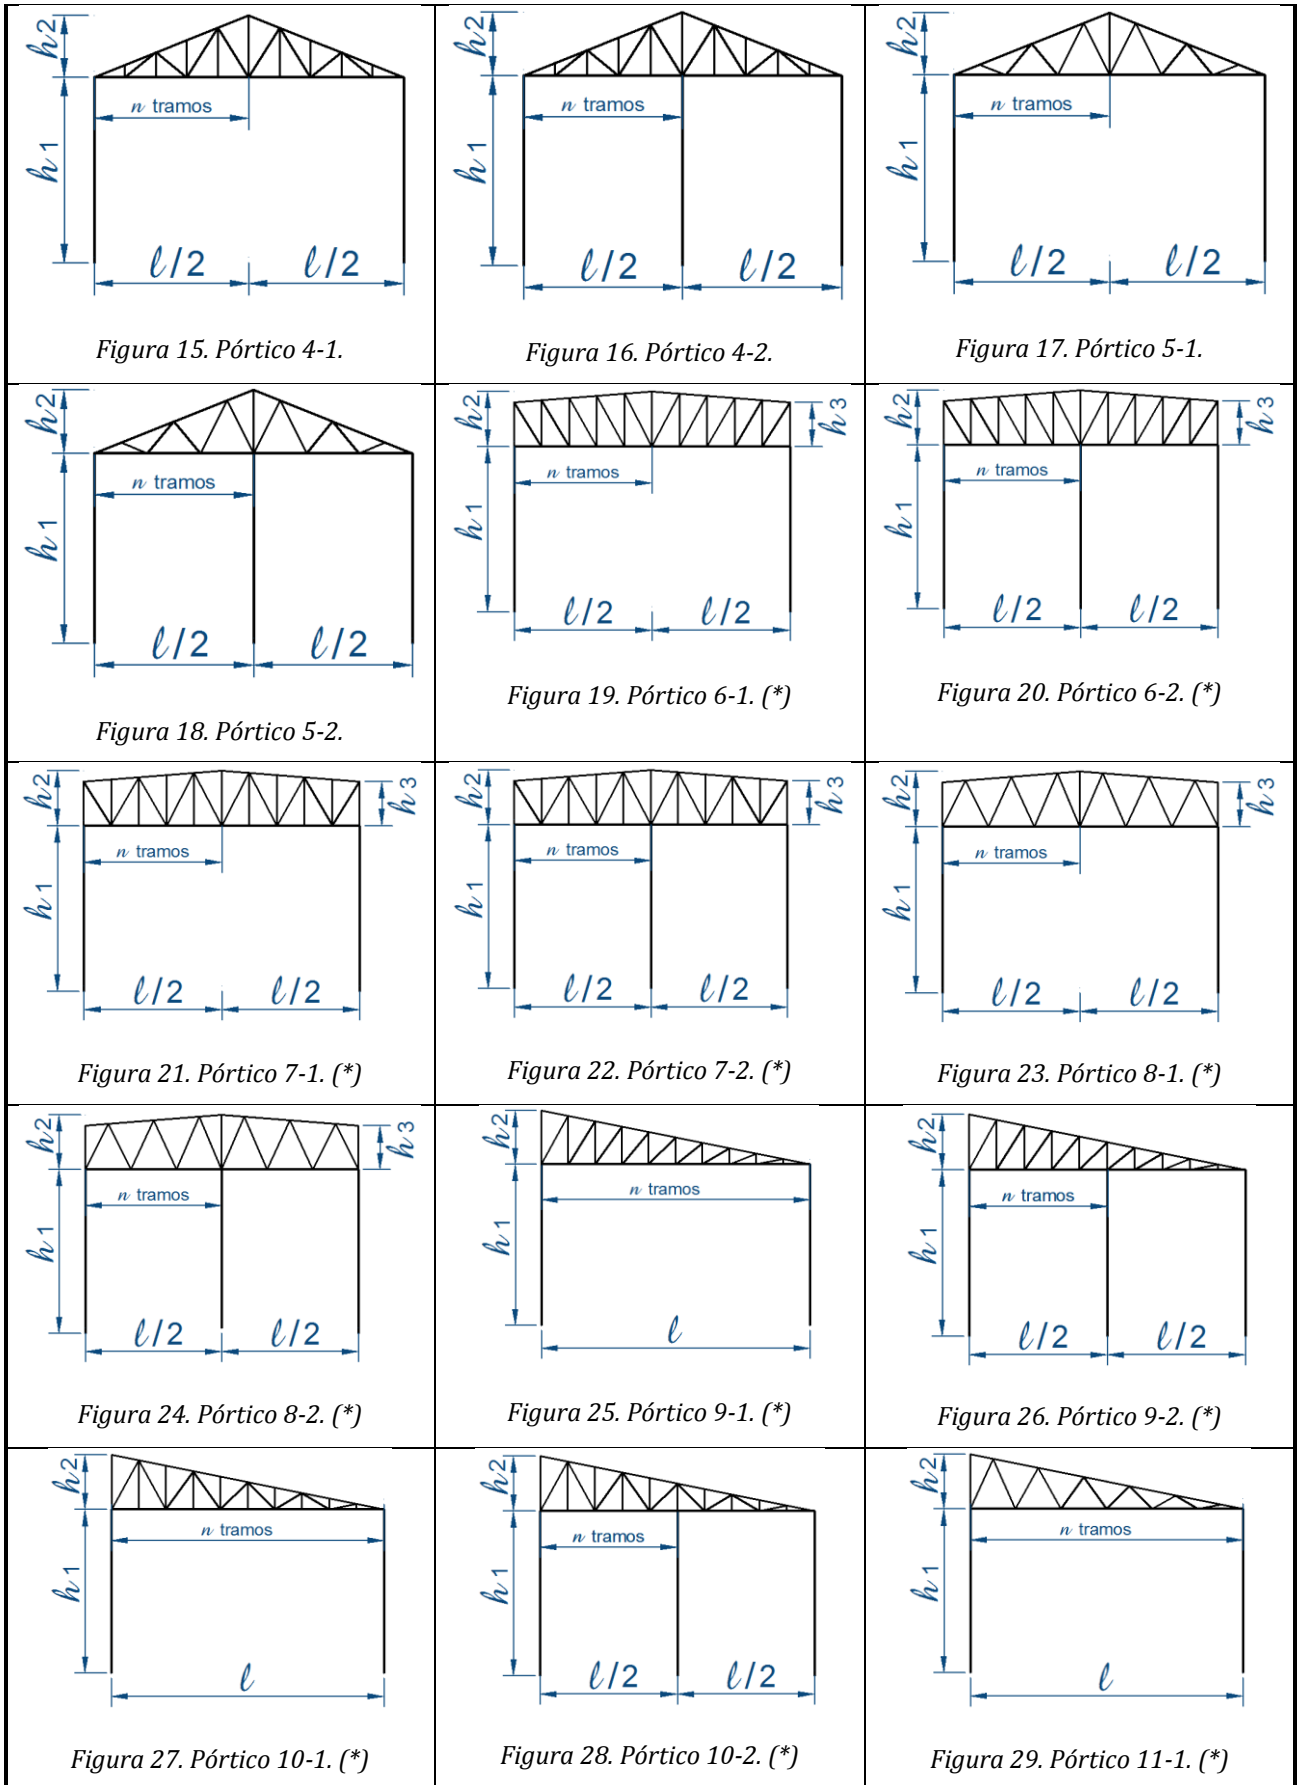 h2
n tramos
h1
ℓ/2 ℓ/2
Figura 15. Pórtico 4-1.
h2
n tramos
h1
ℓ/2 ℓ/2
Figura 16. Pórtico 4-2.
h2
n tramos
h1
ℓ/2 ℓ/2
Figura 17. Pórtico 5-1.
h2
n tramos
h1
ℓ/2 ℓ/2
Figura 18. Pórtico 5-2.
h2 h3
n tramos
h1
ℓ/2 ℓ/2
Figura 19. Pórtico 6-1. (*)
h2 h3
n tramos
h1
ℓ/2 ℓ/2
Figura 20. Pórtico 6-2. (*)
h2 h3
n tramos
h1
ℓ/2 ℓ/2
Figura 21. Pórtico 7-1. (*)
h2 h3
n tramos
h1
ℓ/2 ℓ/2
Figura 22. Pórtico 7-2. (*)
h2 h3
n tramos
h1
ℓ/2 ℓ/2
Figura 23. Pórtico 8-1. (*)
h2 h3
n tramos
h1
ℓ/2 ℓ/2
Figura 24. Pórtico 8-2. (*)
h2
n tramos
h1
ℓ
Figura 25. Pórtico 9-1. (*)
h2
n tramos
h1
ℓ/2 ℓ/2
Figura 26. Pórtico 9-2. (*)
h2
n tramos
h1
ℓ
Figura 27. Pórtico 10-1. (*)
h2
n tramos
h1
ℓ/2 ℓ/2
Figura 28. Pórtico 10-2. (*)
h2
n tramos
h1
ℓ
Figura 29. Pórtico 11-1. (*)